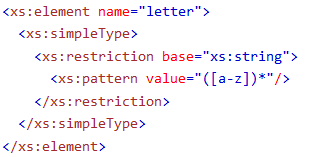 <xs:element name="letter">
  <xs:simpleType>
    <xs:restriction base="xs:string">
      <xs:pattern value="([a-z])*"/>
    </xs:restriction>
  </xs:simpleType>
</xs:element>